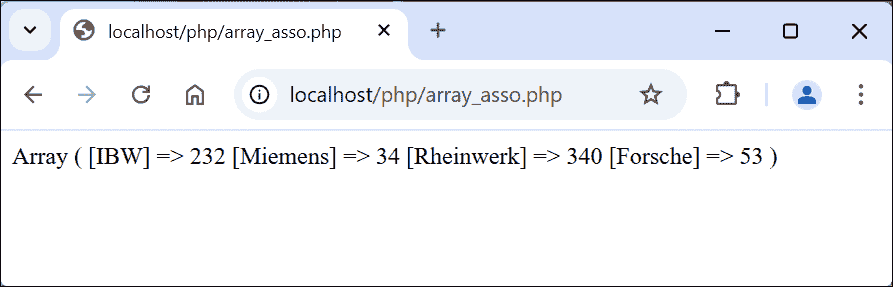 localhost/php/array_asso.php
localhost/php/array_asso.php
Array ( [IBW] => 232 [Miemens] => 34 [Rheinwerk] => 340 [Forsche] => 53 )